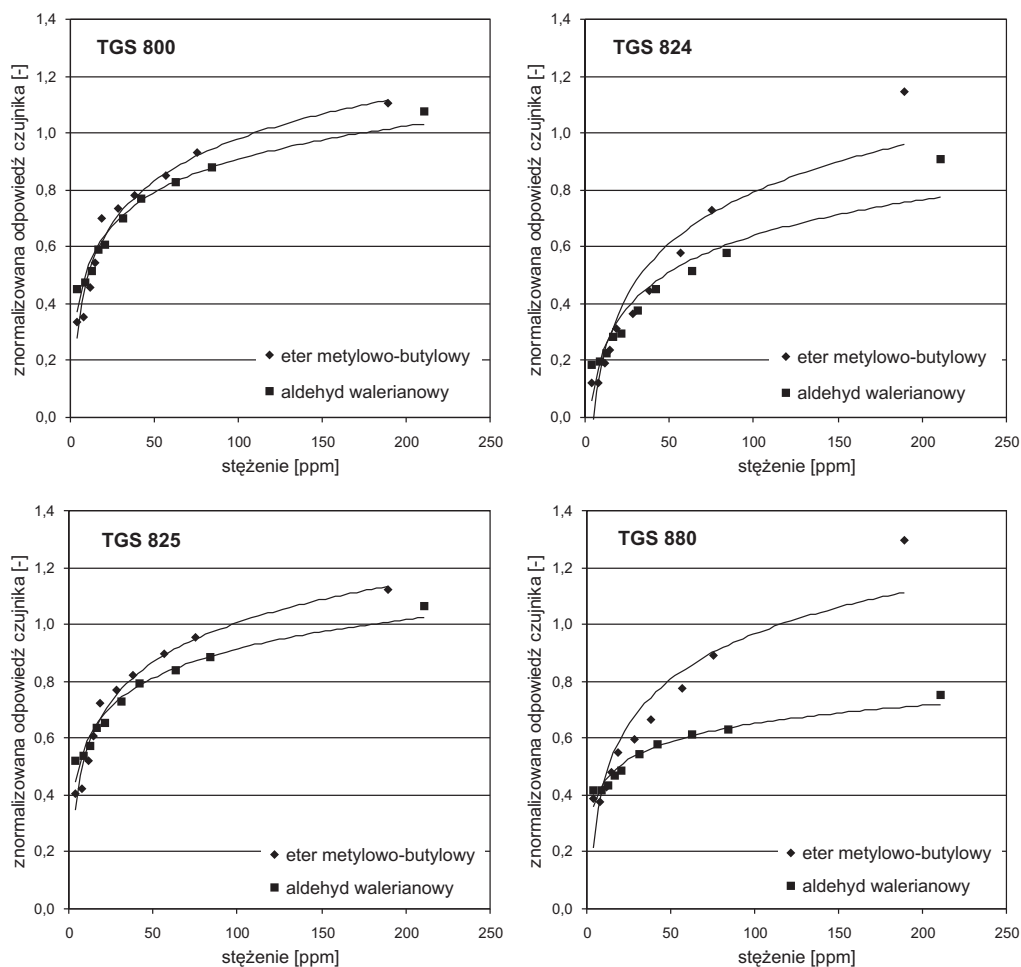 TGS 800
znormalizowana odpowiedź czujnika [-]
1,4
1,2
1,0
0,8
0,6
0,4
0,2
0,0
eter metylowo-butylowy
aldehyd walerianowy
0 50 100 150 200 250
stężenie [ppm]
TGS 824
znormalizowana odpowiedź czujnika [-]
1,4
1,2
1,0
0,8
0,6
0,4
0,2
0,0
eter metylowo-butylowy
aldehyd walerianowy
0 50 100 150 200 250
stężenie [ppm]
TGS 825
znormalizowana odpowiedź czujnika [-]
1,4
1,2
1,0
0,8
0,6
0,4
0,2
0,0
eter metylowo-butylowy
aldehyd walerianowy
0 50 100 150 200 250
stężenie [ppm]
TGS 880
znormalizowana odpowiedź czujnika [-]
1,4
1,2
1,0
0,8
0,6
0,4
0,2
0,0
eter metylowo-butylowy
aldehyd walerianowy
0 50 100 150 200 250
stężenie [ppm]